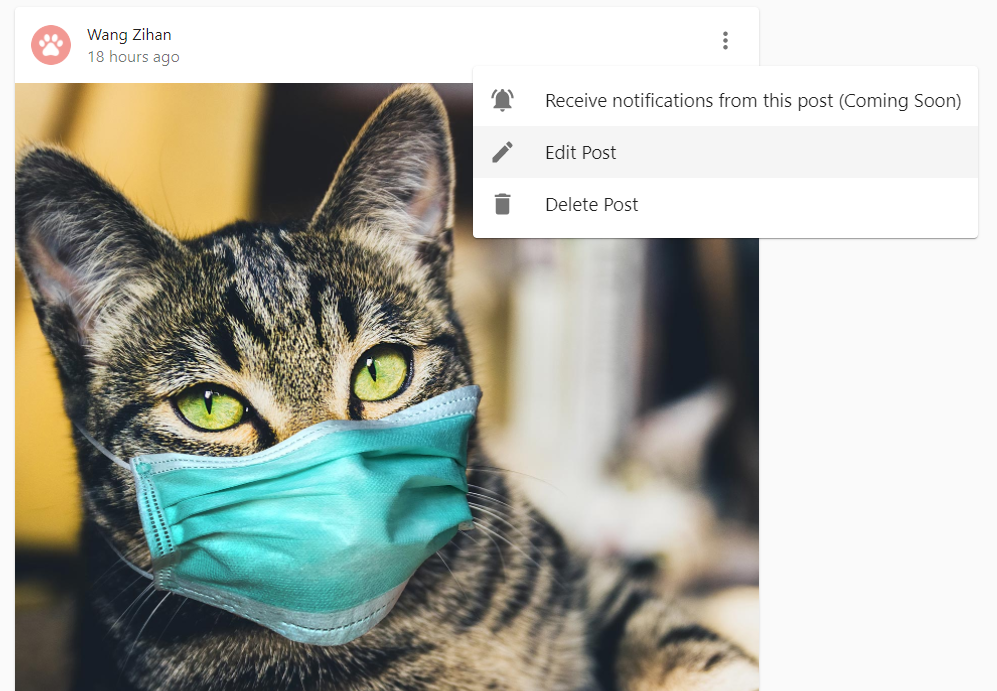 Wang Zihan
18 hours ago
Receive notifications from this post (Coming Soon)
Edit Post
Delete Post